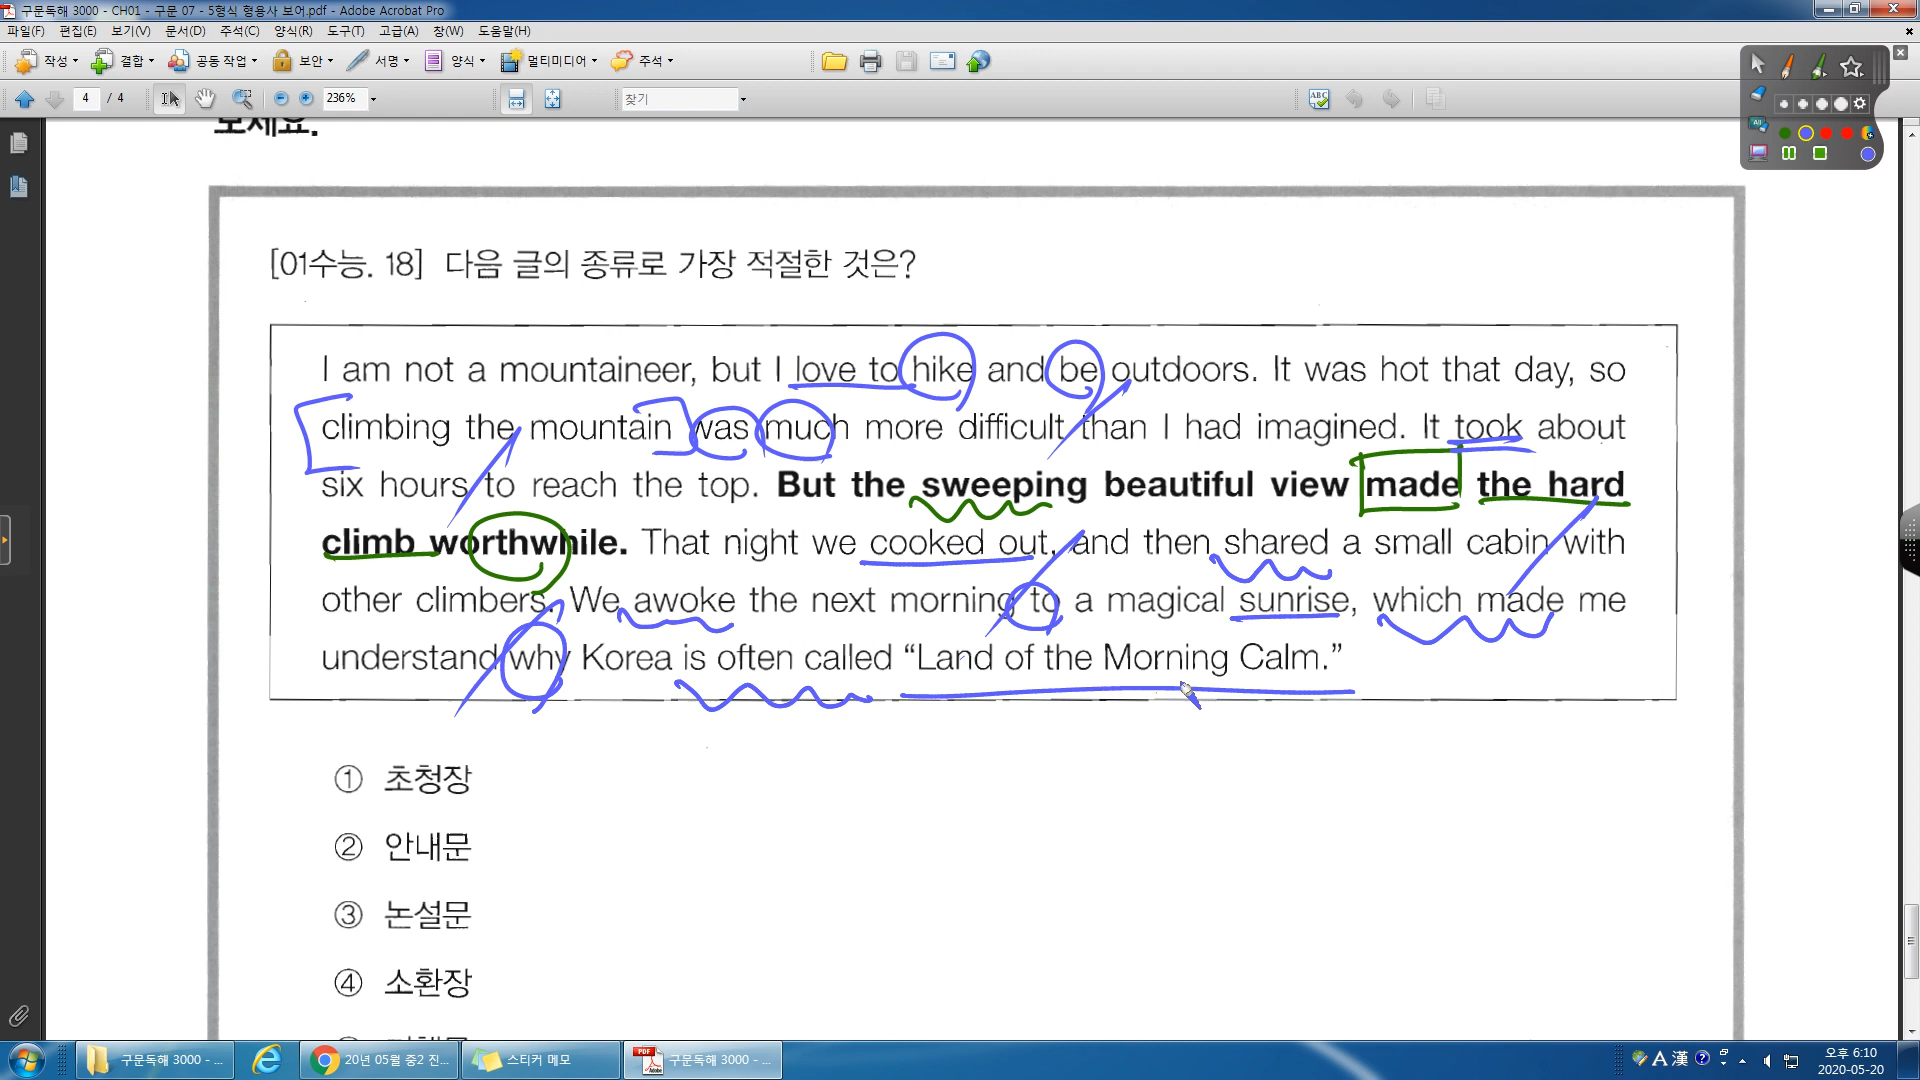 구문독해 3000 - CH01 - 구문 07 - 5형식 형용사 보어.pdf - Adobe Acrobat Pro
파일(F) 편집(E) 보기(V) 문서(D) 주석(C) 양식(R) 도구(T) 고급(A) 창(W) 도움말(H)
작성 결합 공동 작업 보안 서명 양식 멀티미디어 주석
4 / 4 236% 찾기
보세요.
[01수능. 18] 다음 글의 종류로 가장 적절한 것은?
I am not a mountaineer, but I love to hike and be outdoors. It was hot that day, so
climbing the mountain was much more difficult than I had imagined. It took about
six hours to reach the top. But the sweeping beautiful view made the hard
climb worthwhile. That night we cooked out, and then shared a small cabin with
other climbers. We awoke the next morning to a magical sunrise, which made me
understand why Korea is often called “Land of the Morning Calm.”
① 초청장
② 안내문
③ 논설문
④ 소환장
구문독해 3000 - ... 20년 05월 중2 진... 스티커 메모 구문독해 3000 - ... A 漢 오후 6:10
2020-05-20